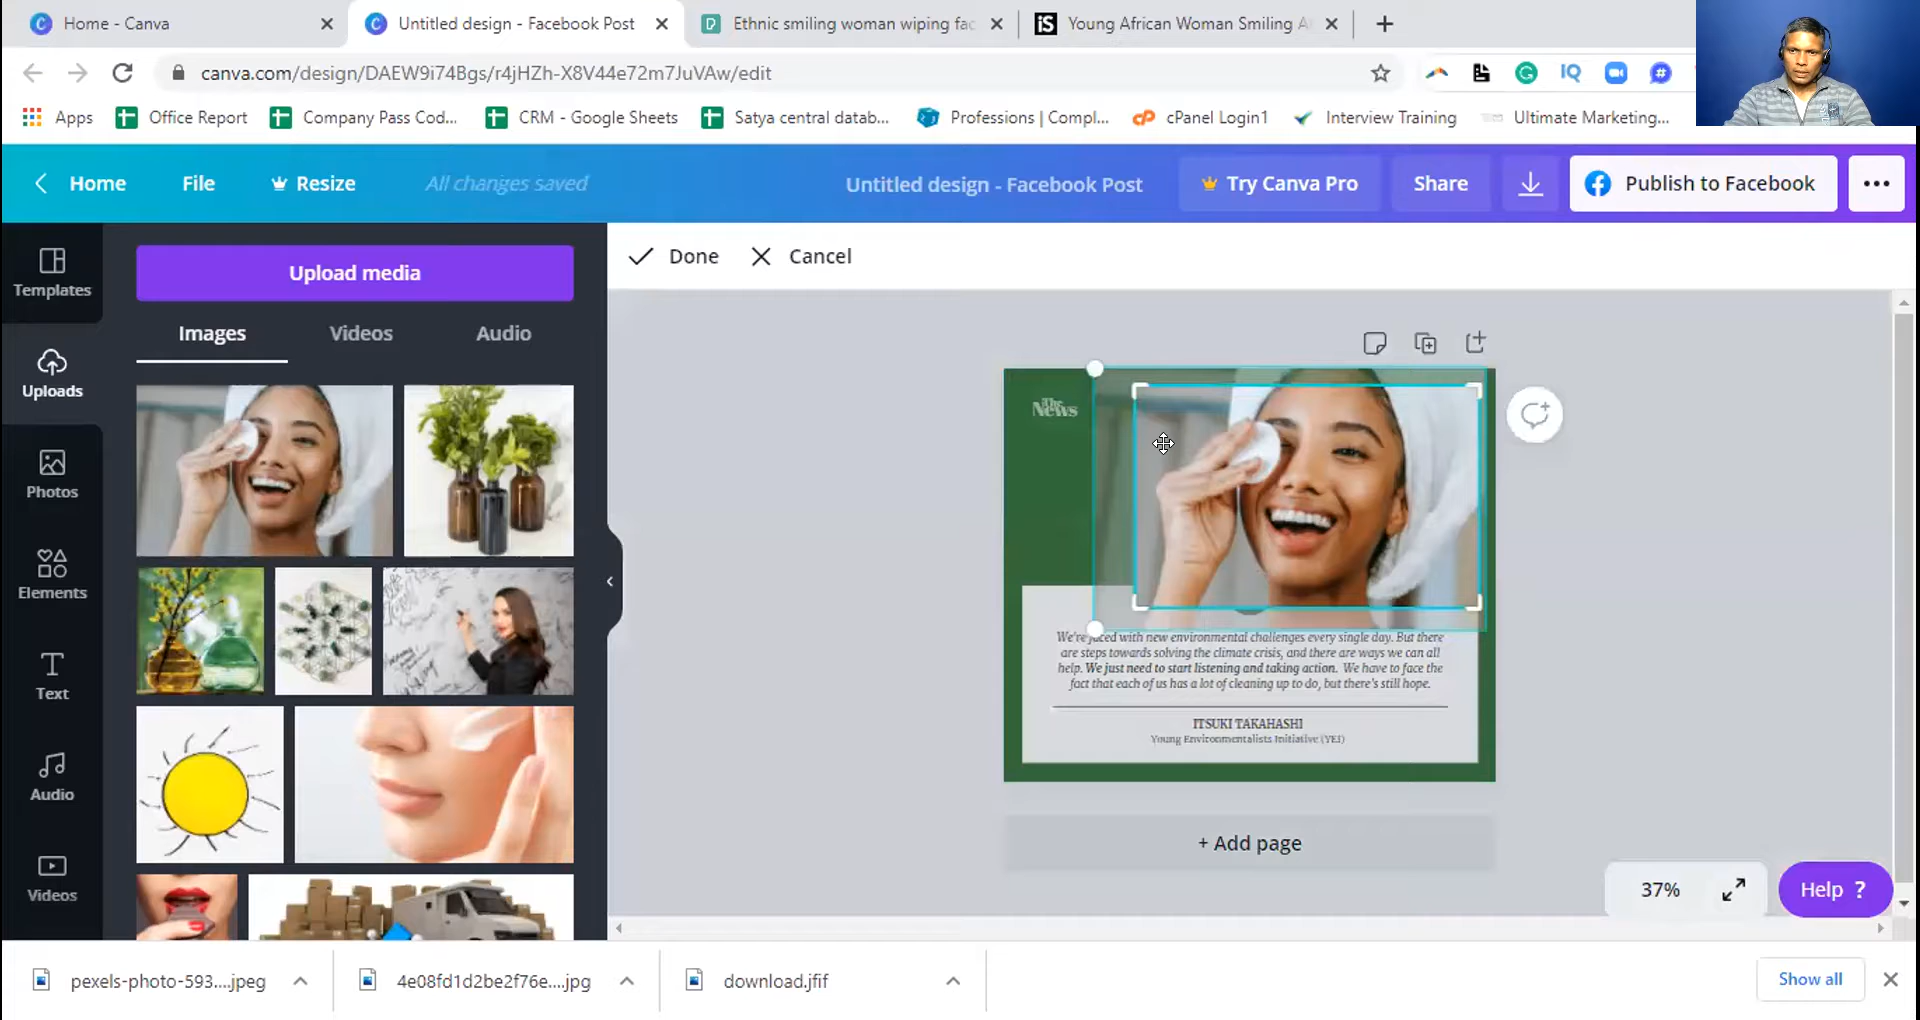 Home - Canva
Untitled design - Facebook Post
Ethnic smiling woman wiping fac
Young African Woman Smiling A
canva.com/design/DAEW9i74Bgs/r4jHZh-X8V44e72m7JuVAw/edit
Apps
Office Report
Company Pass Cod...
CRM - Google Sheets
Satya central datab...
Professions | Compl...
cPanel Login1
Interview Training
Ultimate Marketing...
Home
File
Resize
All changes saved
Untitled design - Facebook Post
Try Canva Pro
Share
Publish to Facebook
Templates
Uploads
Photos
Elements
Text
Audio
Videos
Upload media
Images
Videos
Audio
Done
Cancel
The News
We're faced with new environmental challenges every single day. But there
are steps towards solving the climate crisis, and there are ways we can all
help. We just need to start listening and taking action. We have to face the
fact that each of us has a lot of cleaning up to do, but there's still hope.
ITSUKI TAKAHASHI
Young Environmentalists Initiative (YEI)
+ Add page
37%
Help ?
pexels-photo-593....jpeg
4e08fd1d2be2f76e....jpg
download.jfif
Show all